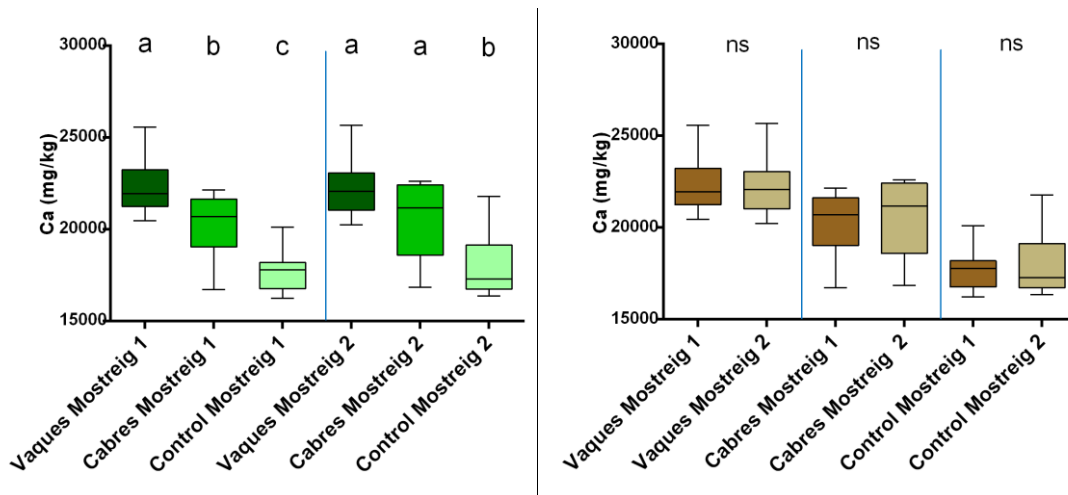 a b c a a b
30000
25000
20000
15000
Ca (mg/kg)
Vaques Mostreig 1
Cabres Mostreig 1
Control Mostreig 1
Vaques Mostreig 2
Cabres Mostreig 2
Control Mostreig 2
ns ns ns
30000
25000
20000
15000
Ca (mg/kg)
Vaques Mostreig 1
Vaques Mostreig 2
Cabres Mostreig 1
Cabres Mostreig 2
Control Mostreig 1
Control Mostreig 2